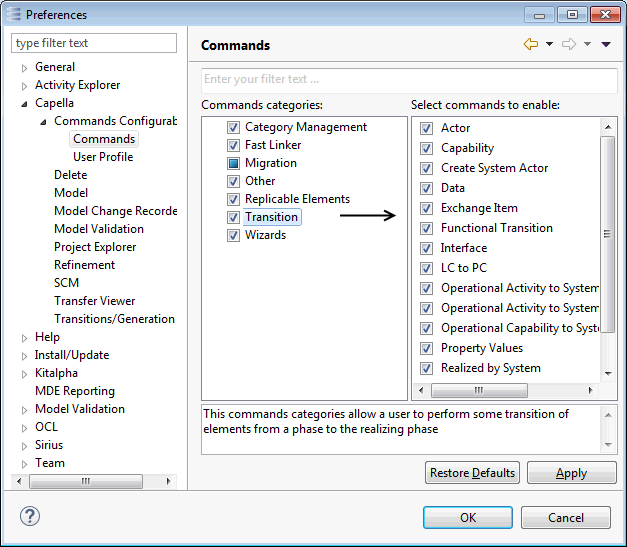 Preferences
type filter text
General
Activity Explorer
Capella
Commands Configurab
Commands
User Profile
Delete
Model
Model Change Recorde
Model Validation
Project Explorer
Refinement
SCM
Transfer Viewer
Transitions/Generation
Help
Install/Update
Kitalpha
MDE Reporting
Model Validation
OCL
Sirius
Team
Commands
Enter your filter text ...
Commands categories:
Category Management
Fast Linker
Migration
Other
Replicable Elements
Transition
Wizards
Select commands to enable:
Actor
Capability
Create System Actor
Data
Exchange Item
Functional Transition
Interface
LC to PC
Operational Activity to System
Operational Activity to System
Operational Capability to Syste
Property Values
Realized by System
This commands categories allow a user to perform some transition of
elements from a phase to the realizing phase
Restore Defaults
Apply
OK
Cancel